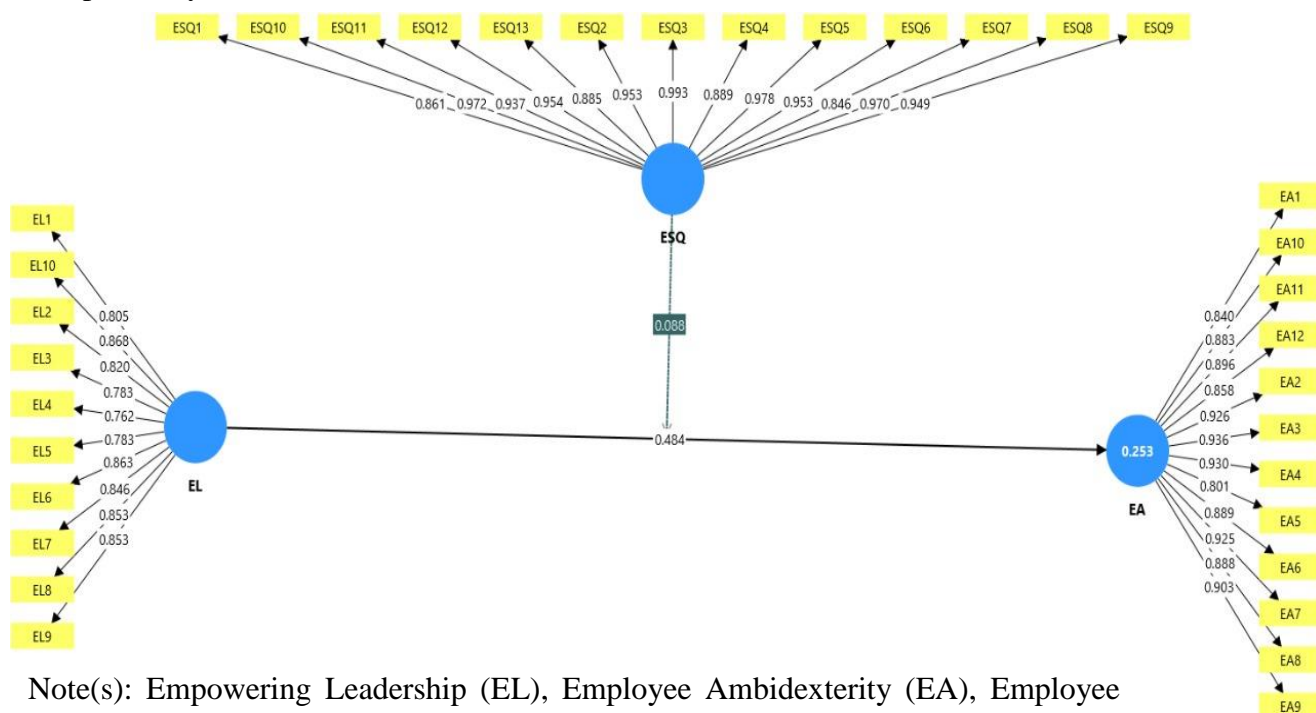 ESQ1 ESQ10 ESQ11 ESQ12 ESQ13 ESQ2 ESQ3 ESQ4 ESQ5 ESQ6 ESQ7 ESQ8 ESQ9
0.861 0.972 0.937 0.954 0.885 0.953 0.993 0.889 0.978 0.953 0.846 0.970 0.949
ESQ
0.088
0.484
EL1
EL10
EL2
EL3
EL4
EL5
EL6
EL7
EL8
EL9
0.805
0.868
0.820
0.783
0.762
0.783
0.863
0.846
0.853
0.853
EL
0.253
EA
0.840
0.883
0.896
0.858
0.926
0.936
0.930
0.801
0.889
0.925
0.888
0.903
EA1
EA10
EA11
EA12
EA2
EA3
EA4
EA5
EA6
EA7
EA8
EA9
Note(s): Empowering Leadership (EL), Employee Ambidexterity (EA), Employee